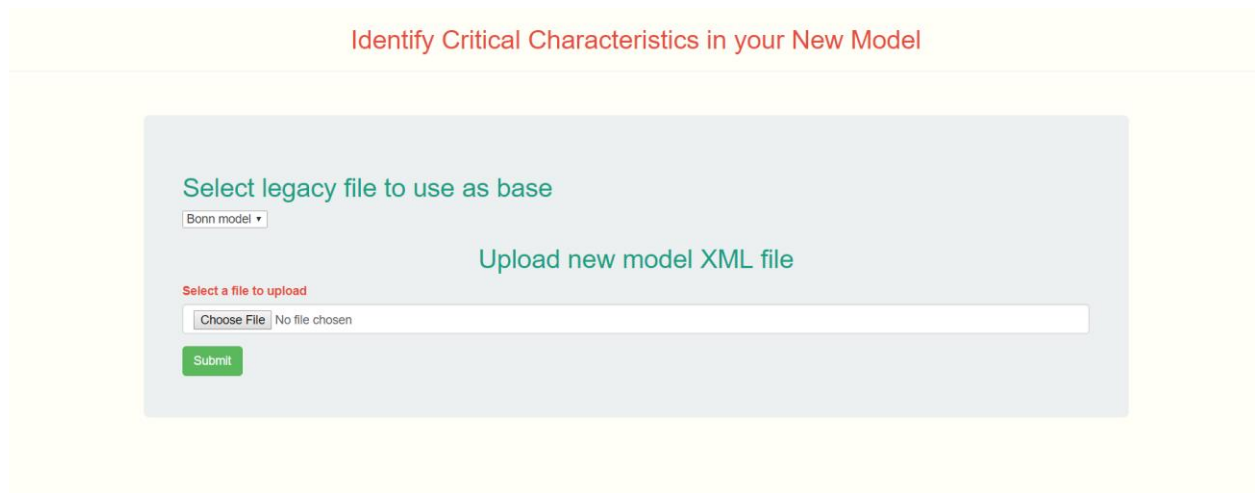 Identify Critical Characteristics in your New Model
Select legacy file to use as base
Bonn model
Upload new model XML file
Select a file to upload
Choose File No file chosen
Submit